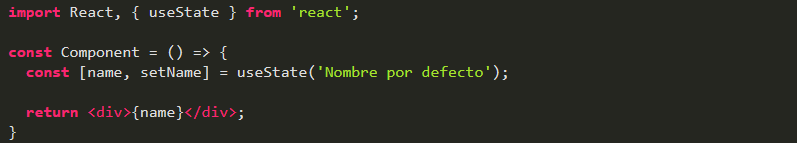 import React, { useState } from 'react';
const Component = () => {
  const [name, setName] = useState('Nombre por defecto');
  return <div>{name}</div>;
}